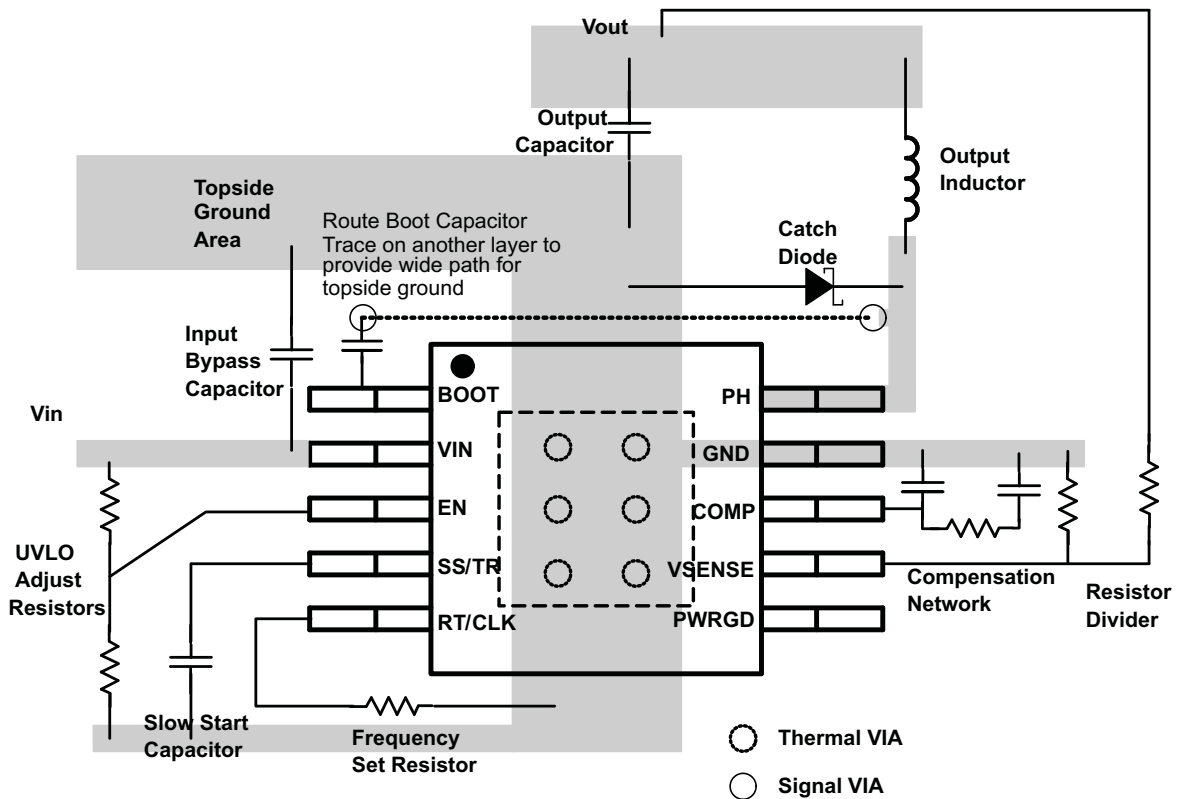 Vout
Output
Capacitor
Output
Inductor
Topside
Ground
Area
Route Boot Capacitor
Trace on another layer to
provide wide path for
topside ground
Catch
Diode
Input
Bypass
Capacitor
Vin
BOOT
VIN
EN
SS/TR
RT/CLK
PH
GND
COMP
VSENSE
PWRGD
UVLO
Adjust
Resistors
Compensation
Network
Resistor
Divider
Slow Start
Capacitor
Frequency
Set Resistor
Thermal VIA
Signal VIA